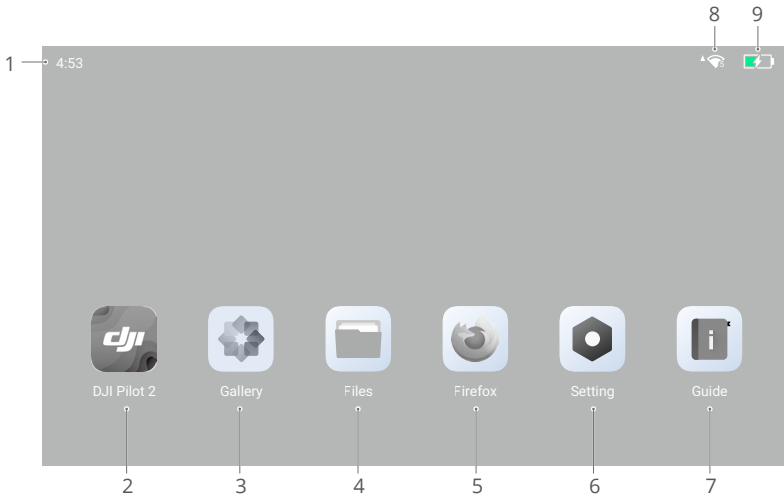 8 9
1 4:53
dji
i
DJI Pilot 2 Gallery Files Firefox Setting Guide
2 3 4 5 6 7